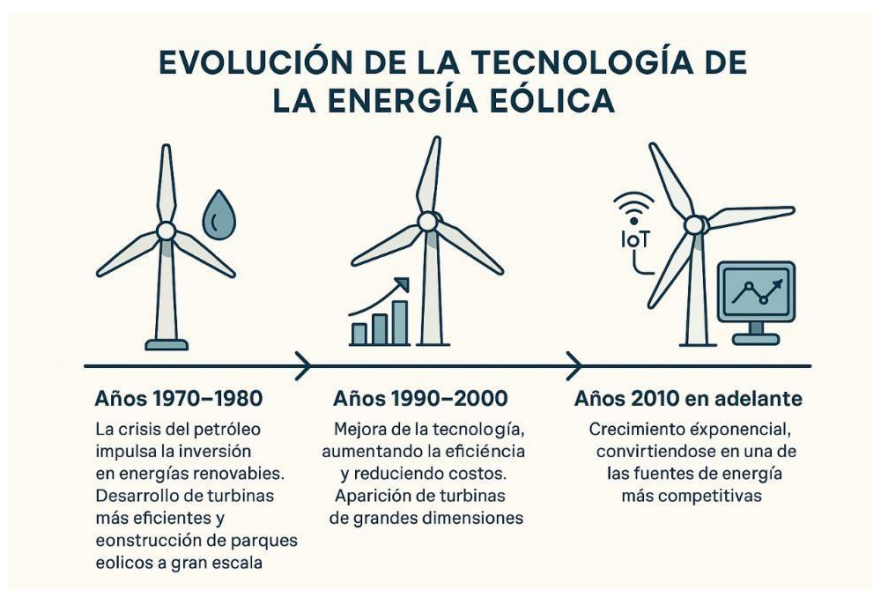 EVOLUCIÓN DE LA TECNOLOGÍA DE
LA ENERGÍA EÓLICA
IoT
Años 1970–1980
La crisis del petróleo
impulsa la inversión
en energías renovabies.
Desarrollo de turbinas
más eficientes y
eonstrucción de parques
eolicos a gran escala
Años 1990–2000
Mejora de la tecnología,
aumentando la eficiéncia
y reduciendo costos.
Aparición de turbinas
de grandes dimensiones
Años 2010 en adelante
Crecimiento éxponencial,
convirtiendose en una de
las fuentes de energía
más competitivas